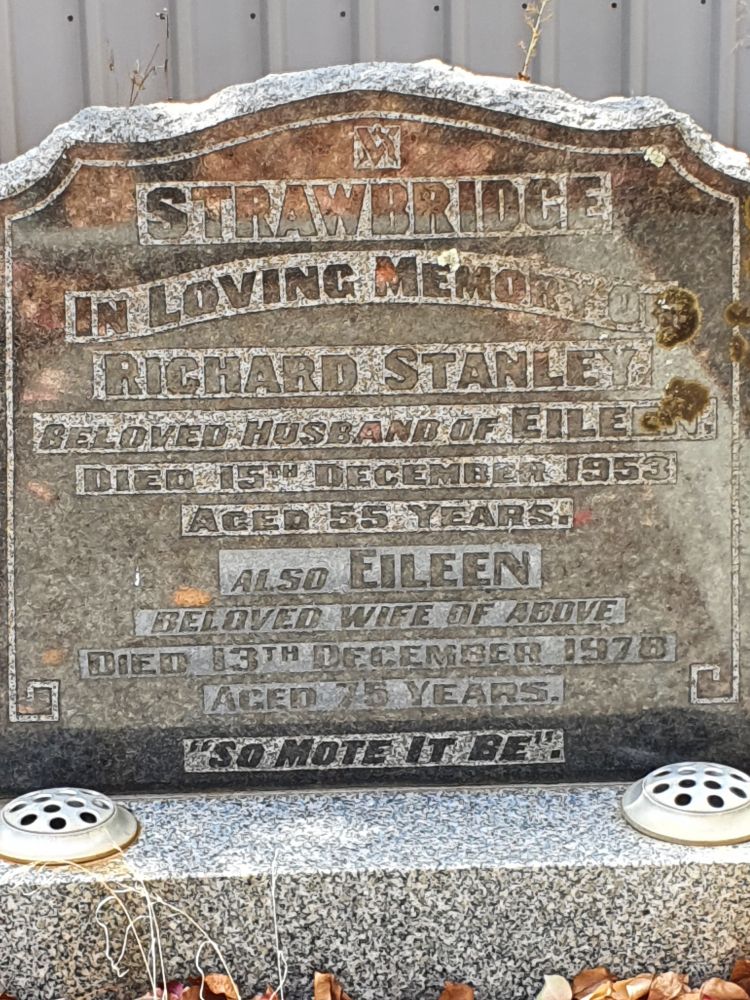 STRAWBRIDGE
IN LOVING MEMORY OF
RICHARD STANLEY,
BELOVED HUSBAND OF EILEEN.
DIED 15TH DECEMBER 1953
AGED 55 YEARS.
ALSO EILEEN
BELOVED WIFE OF ABOVE
DIED 13TH DECEMBER 1978
AGED 75 YEARS.
"SO MOTE IT BE".